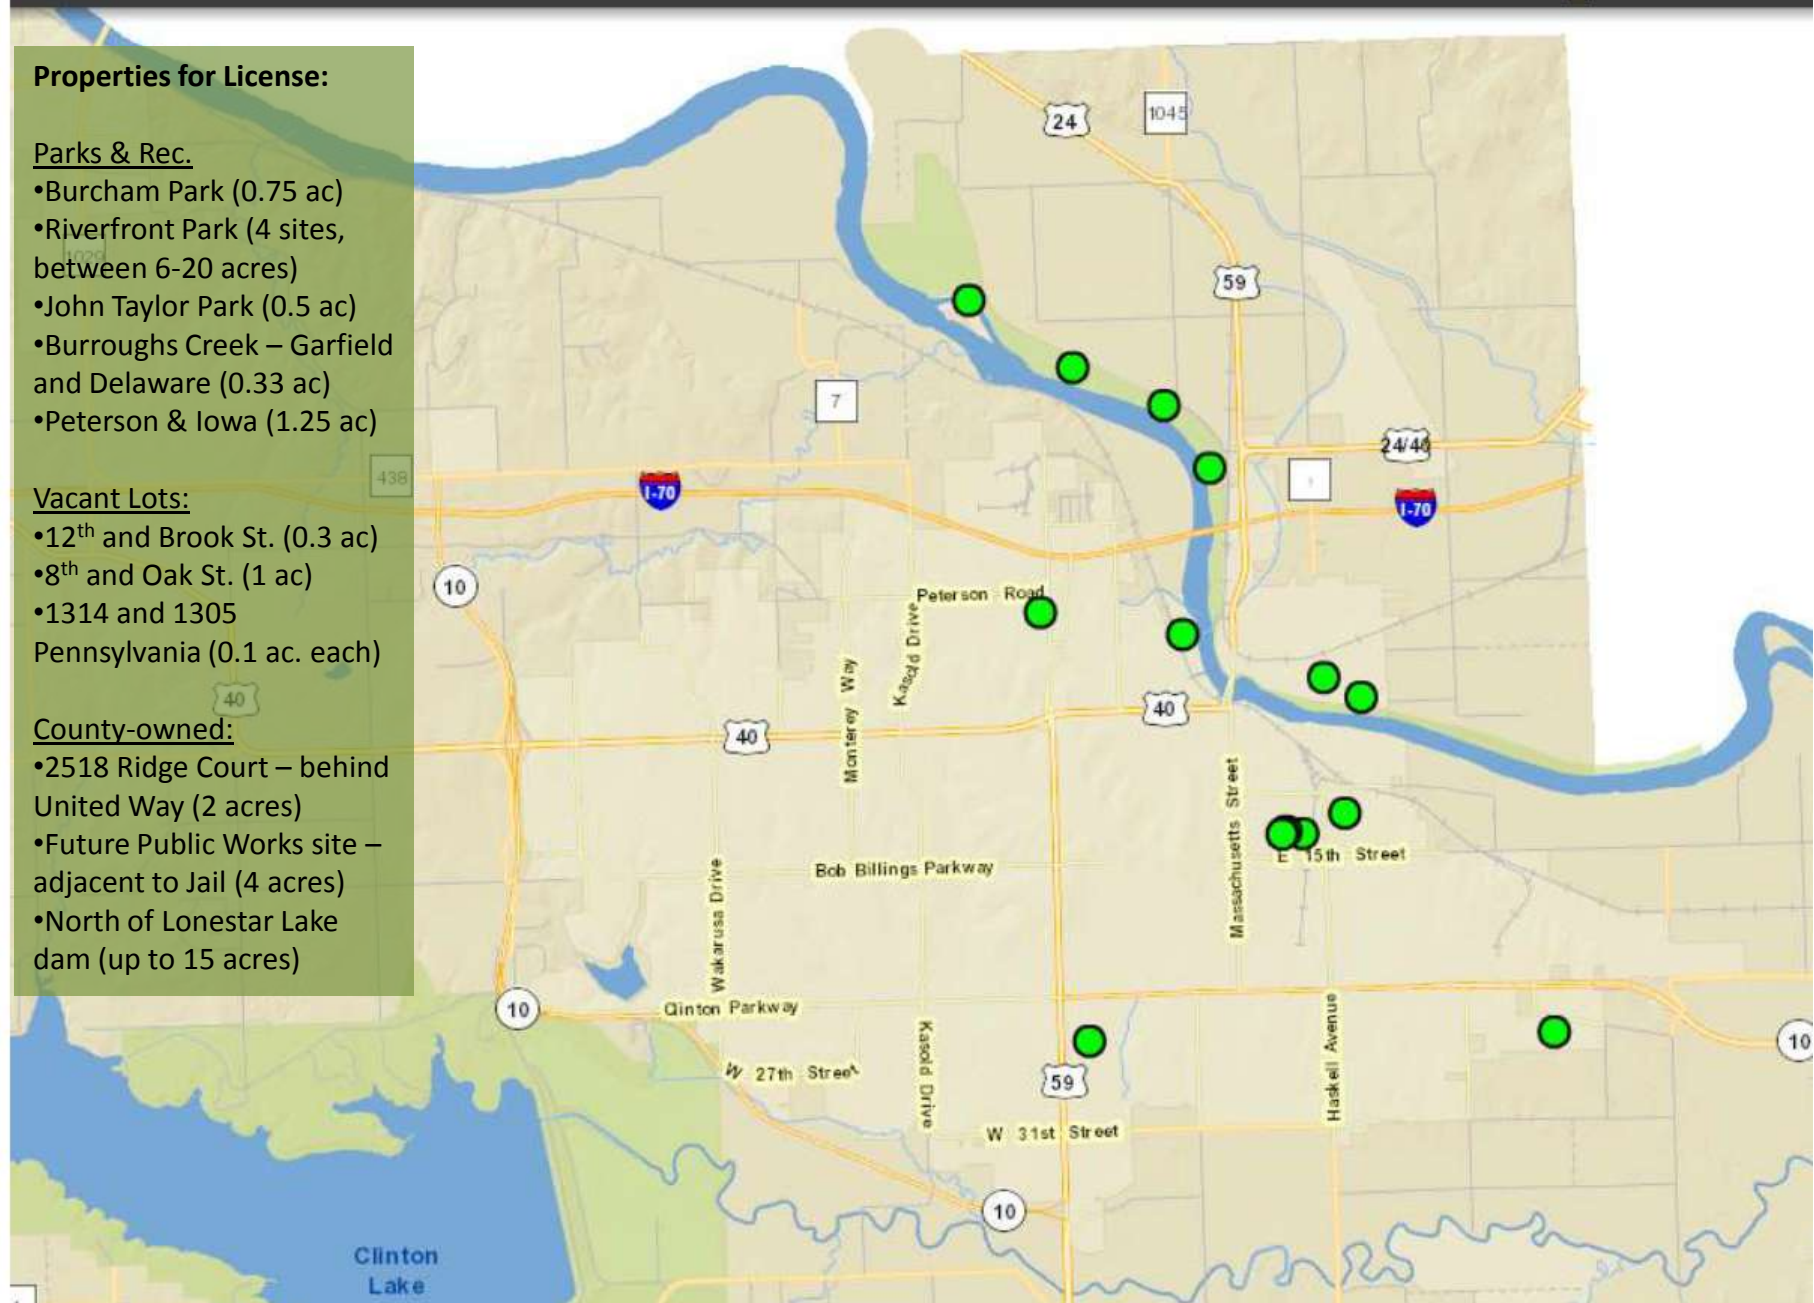 Properties for License:
Parks & Rec.
•Burcham Park (0.75 ac)
•Riverfront Park (4 sites,
between 6-20 acres)
•John Taylor Park (0.5 ac)
•Burroughs Creek – Garfield
and Delaware (0.33 ac)
•Peterson & Iowa (1.25 ac)
Vacant Lots:
•12th and Brook St. (0.3 ac)
•8th and Oak St. (1 ac)
•1314 and 1305
Pennsylvania (0.1 ac. each)
County-owned:
•2518 Ridge Court – behind
United Way (2 acres)
•Future Public Works site –
adjacent to Jail (4 acres)
•North of Lonestar Lake
dam (up to 15 acres)
1029
438
40
24
1045
59
7
24/40
I-70
I-70
10
Peterson Road
Kasold Drive
Monterey Way
40
40
Massachusetts Street
E 15th Street
Bob Billings Parkway
Wakarusa Drive
10
Clinton Parkway
W 27th Street
Kasold Drive
59
Haskell Avenue
10
W 31st Street
10
Clinton
Lake